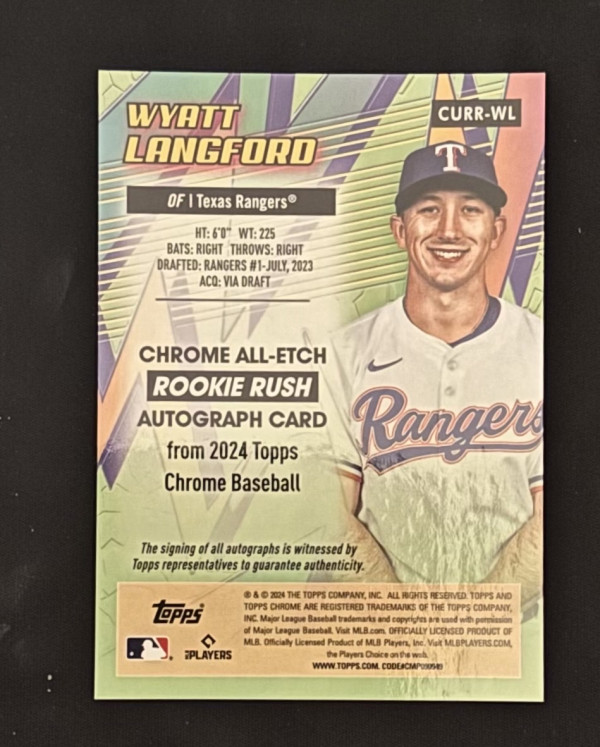 WYATT
LANGFORD
CURR-WL
OF | Texas Rangers®
HT: 6'0" WT: 225
BATS: RIGHT THROWS: RIGHT
DRAFTED: RANGERS #1-JULY, 2023
ACQ: VIA DRAFT
T
Rangers
CHROME ALL-ETCH
ROOKIE RUSH
AUTOGRAPH CARD
from 2024 Topps
Chrome Baseball
The signing of all autographs is witnessed by
Topps representatives to guarantee authenticity.
topps®
® & © 2024 THE TOPPS COMPANY, INC. ALL RIGHTS RESERVED. TOPPS AND
TOPPS CHROME ARE REGISTERED TRADEMARKS OF THE TOPPS COMPANY,
INC. Major League Baseball trademarks and copyrights are used with permission
of Major League Baseball. Visit MLB.com. OFFICIALLY LICENSED PRODUCT OF
MLB. Officially Licensed Product of MLB Players, Inc. Visit MLBPLAYERS.COM,
the Players Choice on the web.
WWW.TOPPS.COM. CODE#CMP099949
PLAYERS